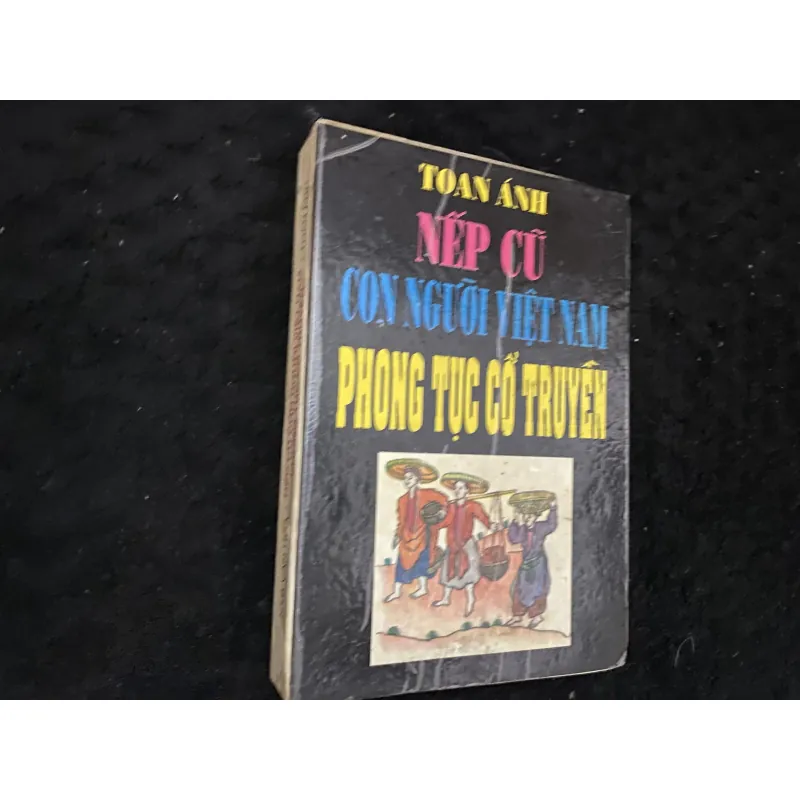 TOAN ÁNH
NẾP CŨ
CON NGƯỜI VIỆT NAM
PHONG TỤC CỔ TRUYỀN